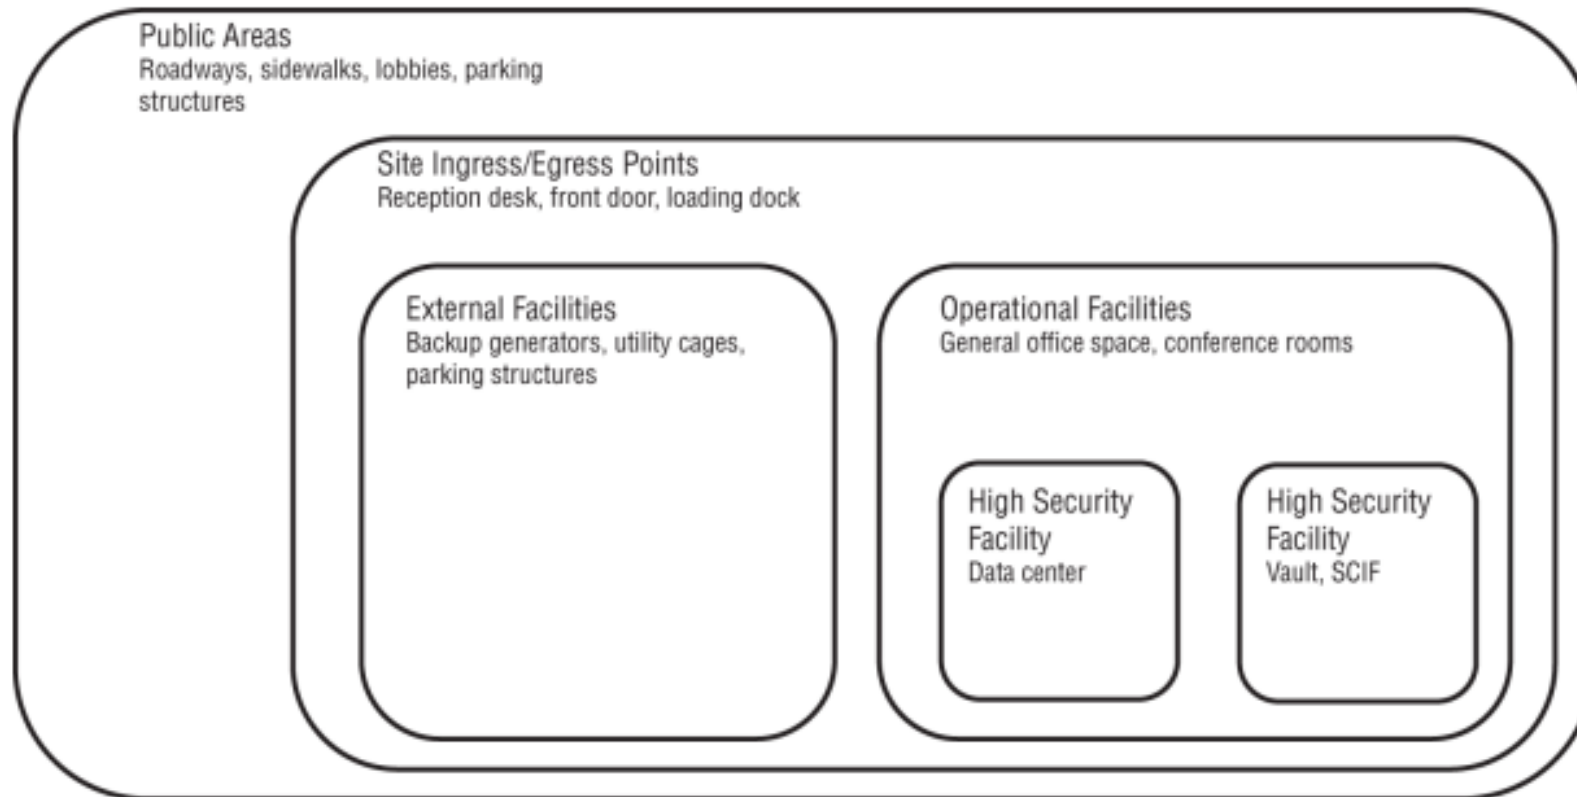 Public Areas
Roadways, sidewalks, lobbies, parking
structures
Site Ingress/Egress Points
Reception desk, front door, loading dock
External Facilities
Backup generators, utility cages,
parking structures
Operational Facilities
General office space, conference rooms
High Security
Facility
Data center
High Security
Facility
Vault, SCIF